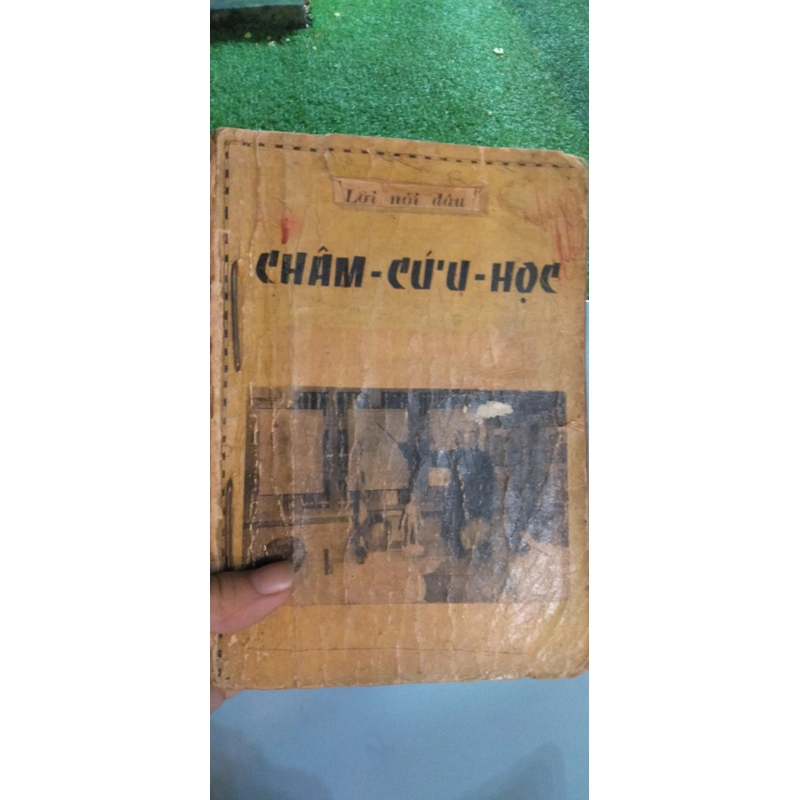 Lời nói đầu
CHÂM-CỨU-HỌC